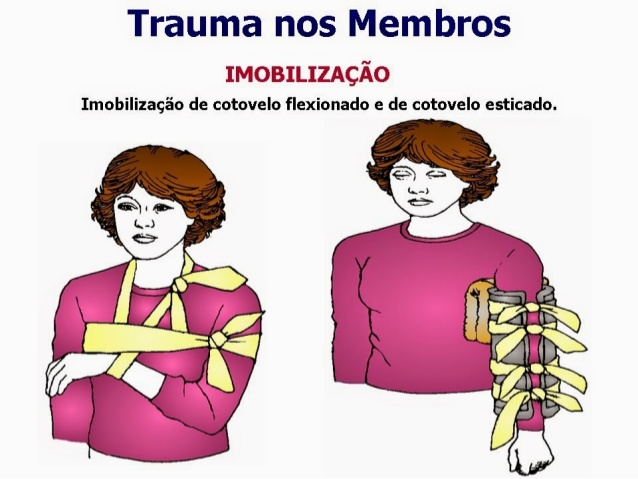 Trauma nos Membros
IMOBILIZAÇÃO
Imobilização de cotovelo flexionado e de cotovelo esticado.